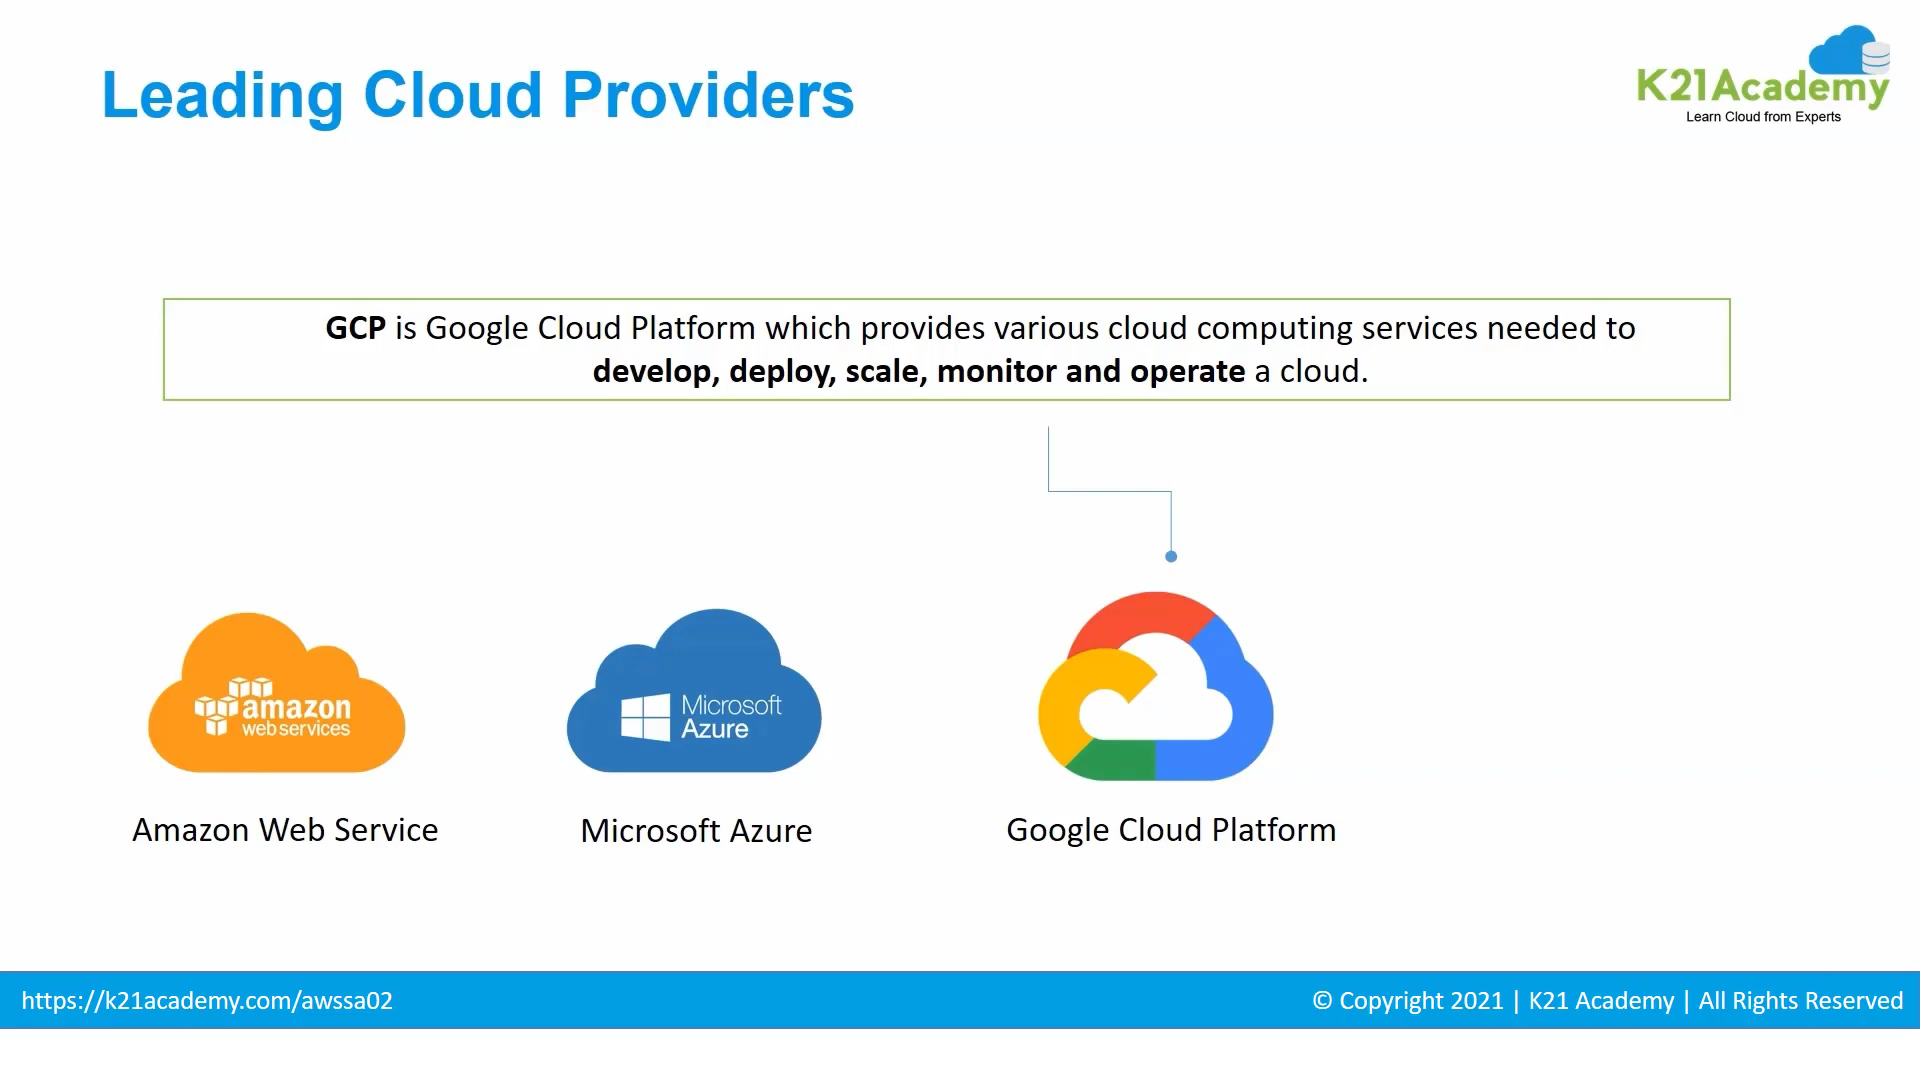 Leading Cloud Providers
K21Academy
Learn Cloud from Experts
GCP is Google Cloud Platform which provides various cloud computing services needed to
develop, deploy, scale, monitor and operate a cloud.
amazon
web services
Microsoft
Azure
Amazon Web Service
Microsoft Azure
Google Cloud Platform
https://k21academy.com/awssa02
© Copyright 2021 | K21 Academy | All Rights Reserved